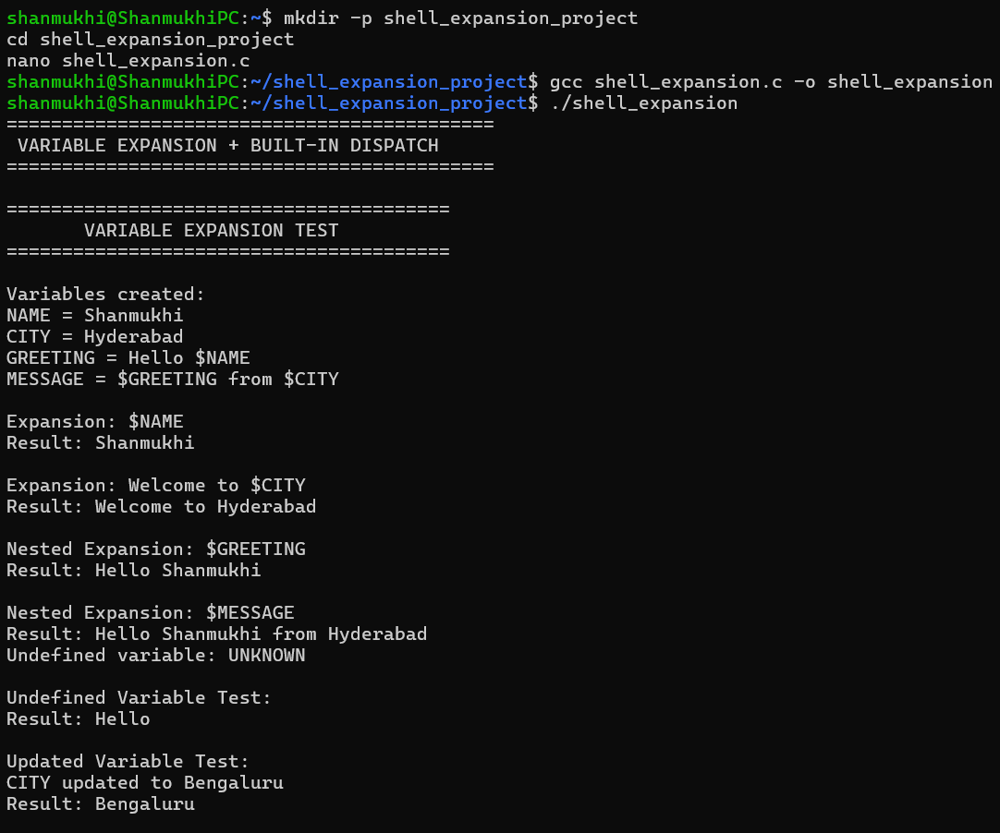 shanmukhi@ShanmukhiPC:~$ mkdir -p shell_expansion_project
cd shell_expansion_project
nano shell_expansion.c
shanmukhi@ShanmukhiPC:~/shell_expansion_project$ gcc shell_expansion.c -o shell_expansion
shanmukhi@ShanmukhiPC:~/shell_expansion_project$ ./shell_expansion
============================================
 VARIABLE EXPANSION + BUILT-IN DISPATCH
============================================

========================================
       VARIABLE EXPANSION TEST
========================================

Variables created:
NAME = Shanmukhi
CITY = Hyderabad
GREETING = Hello $NAME
MESSAGE = $GREETING from $CITY

Expansion: $NAME
Result: Shanmukhi

Expansion: Welcome to $CITY
Result: Welcome to Hyderabad

Nested Expansion: $GREETING
Result: Hello Shanmukhi

Nested Expansion: $MESSAGE
Result: Hello Shanmukhi from Hyderabad
Undefined variable: UNKNOWN

Undefined Variable Test:
Result: Hello

Updated Variable Test:
CITY updated to Bengaluru
Result: Bengaluru